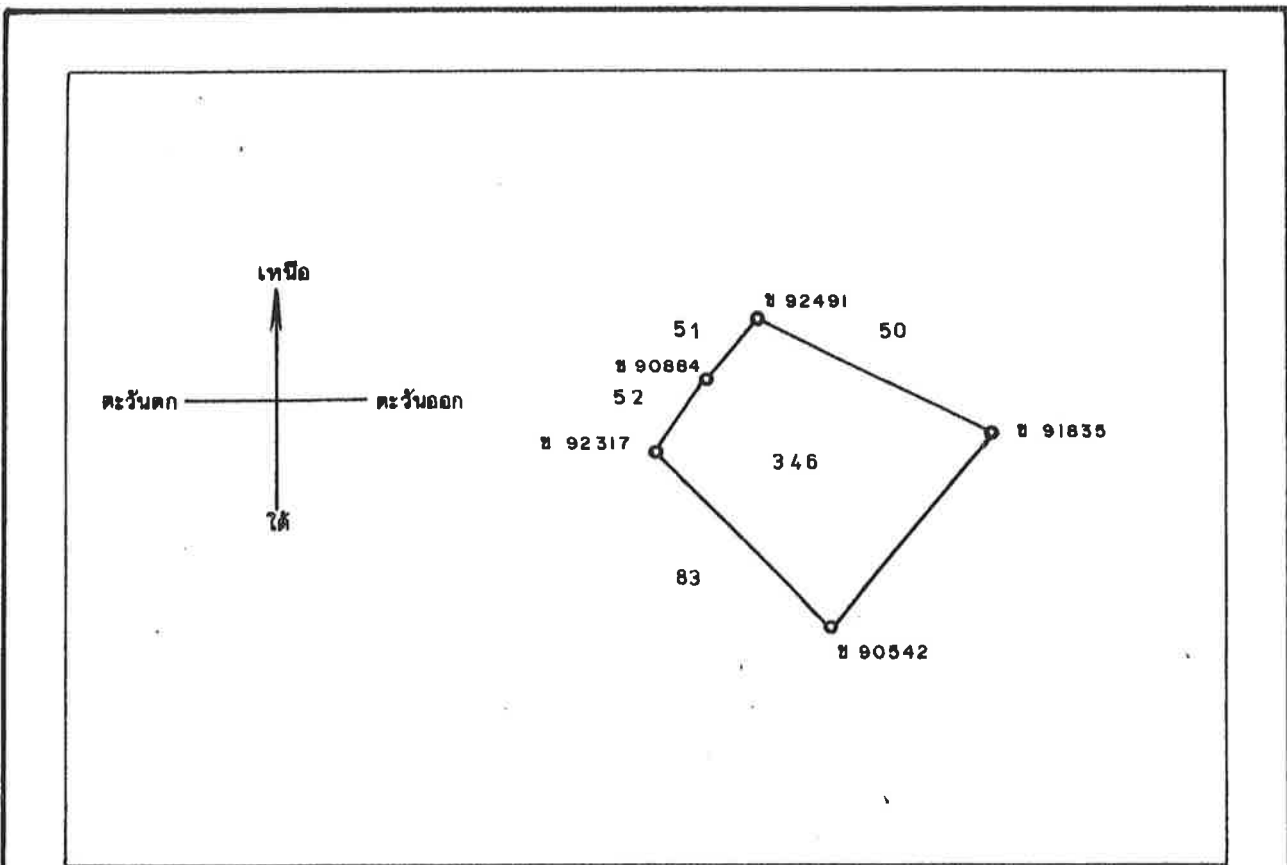 เหนือ
ตะวันตก
ตะวันออก
ใต้
ข 92491
51
50
ข 90884
52
ข 92317
ข 91835
346
83
ข 90542